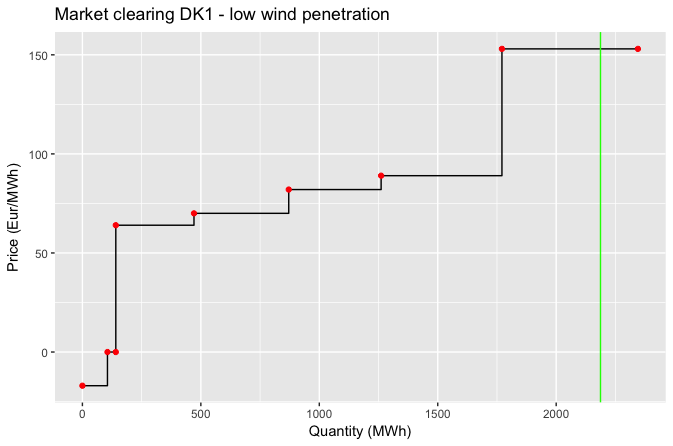 Market clearing DK1 - low wind penetration
150
100
50
0
Price (Eur/MWh)
0 500 1000 1500 2000
Quantity (MWh)